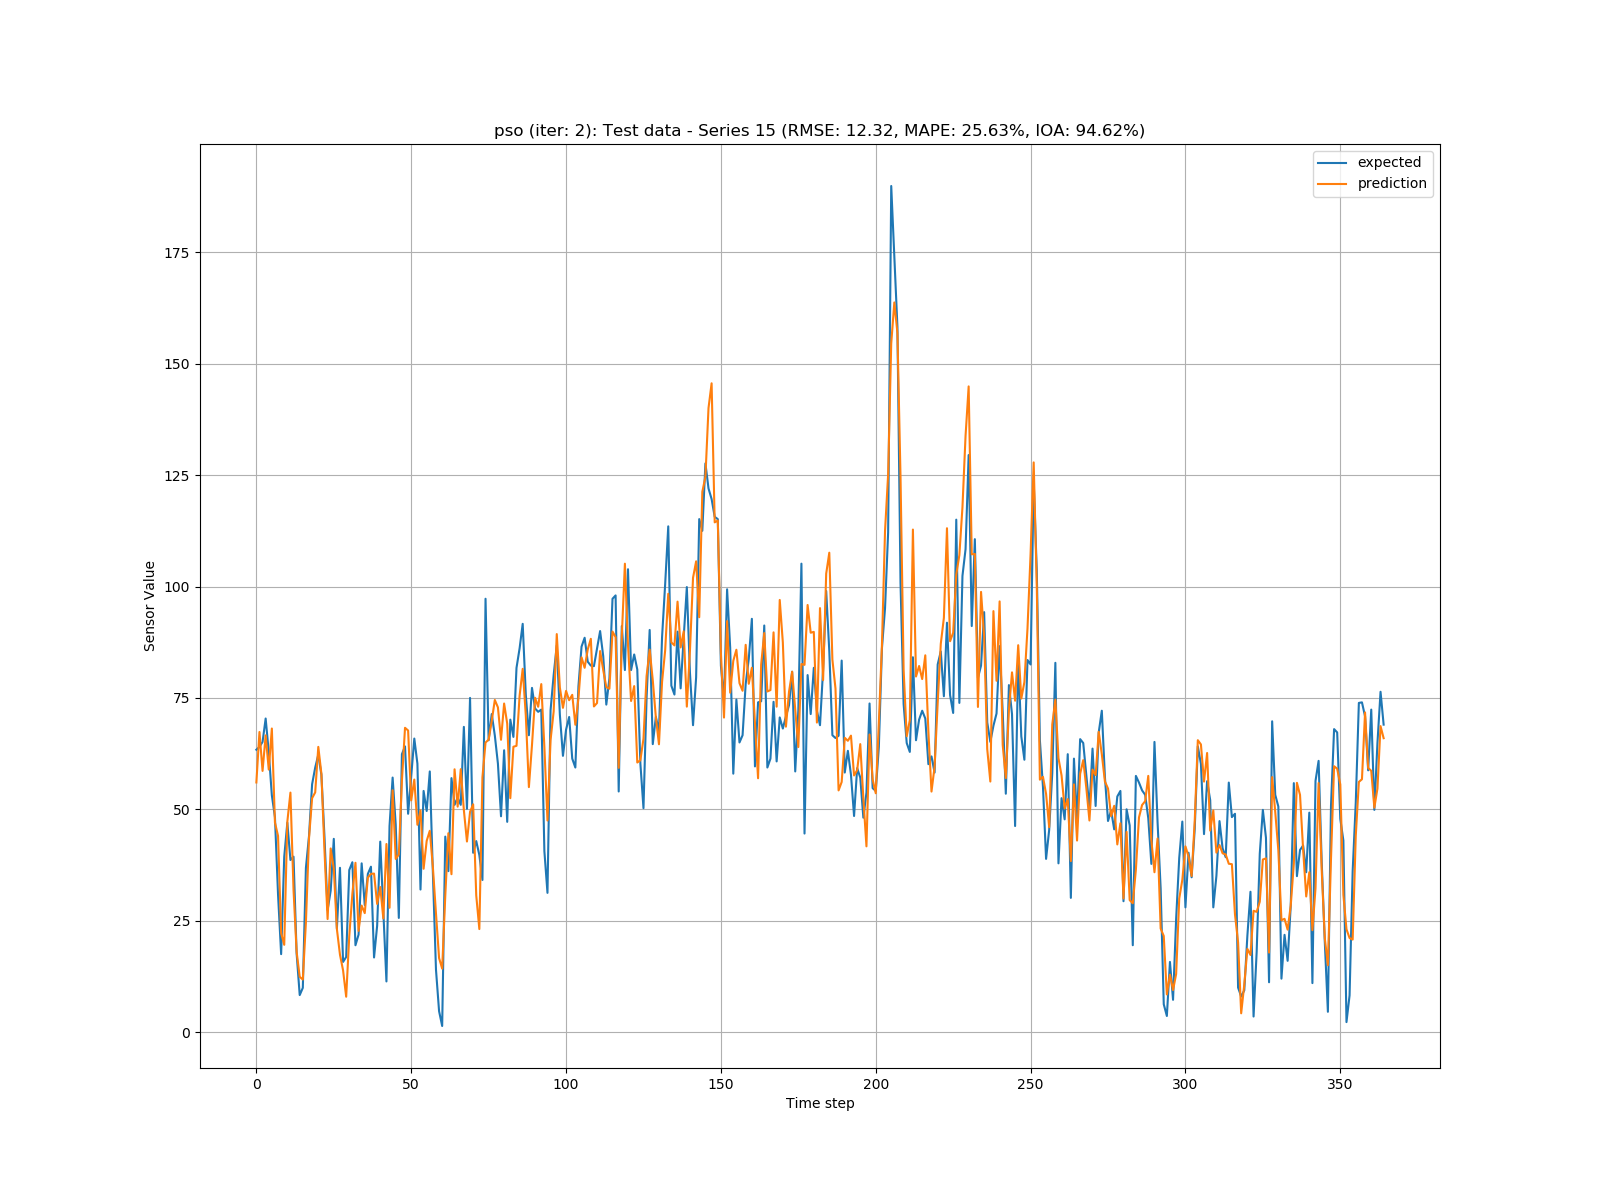 pso (iter: 2): Test data - Series 15 (RMSE: 12.32, MAPE: 25.63%, IOA: 94.62%)
expected
prediction
175
150
125
100
75
50
25
0
Sensor Value
0 50 100 150 200 250 300 350
Time step